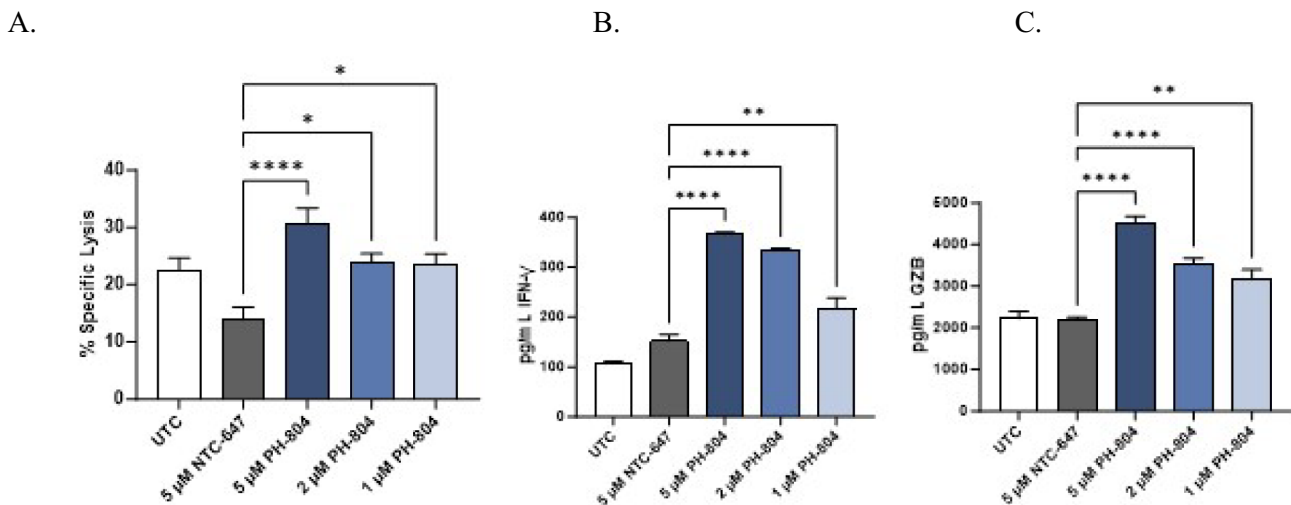 A.
B.
C.
*
*
****
% Specific Lysis
40
30
20
10
0
UTC
5 µM NTC-647
5 µM PH-804
2 µM PH-804
1 µM PH-804
**
****
****
pg/mL IFN-γ
400
300
200
100
0
UTC
5 µM NTC-647
5 µM PH-804
2 µM PH-804
1 µM PH-804
**
****
****
pg/mL GZB
5000
4000
3000
2000
1000
0
UTC
5 µM NTC-647
5 µM PH-804
2 µM PH-804
1 µM PH-804